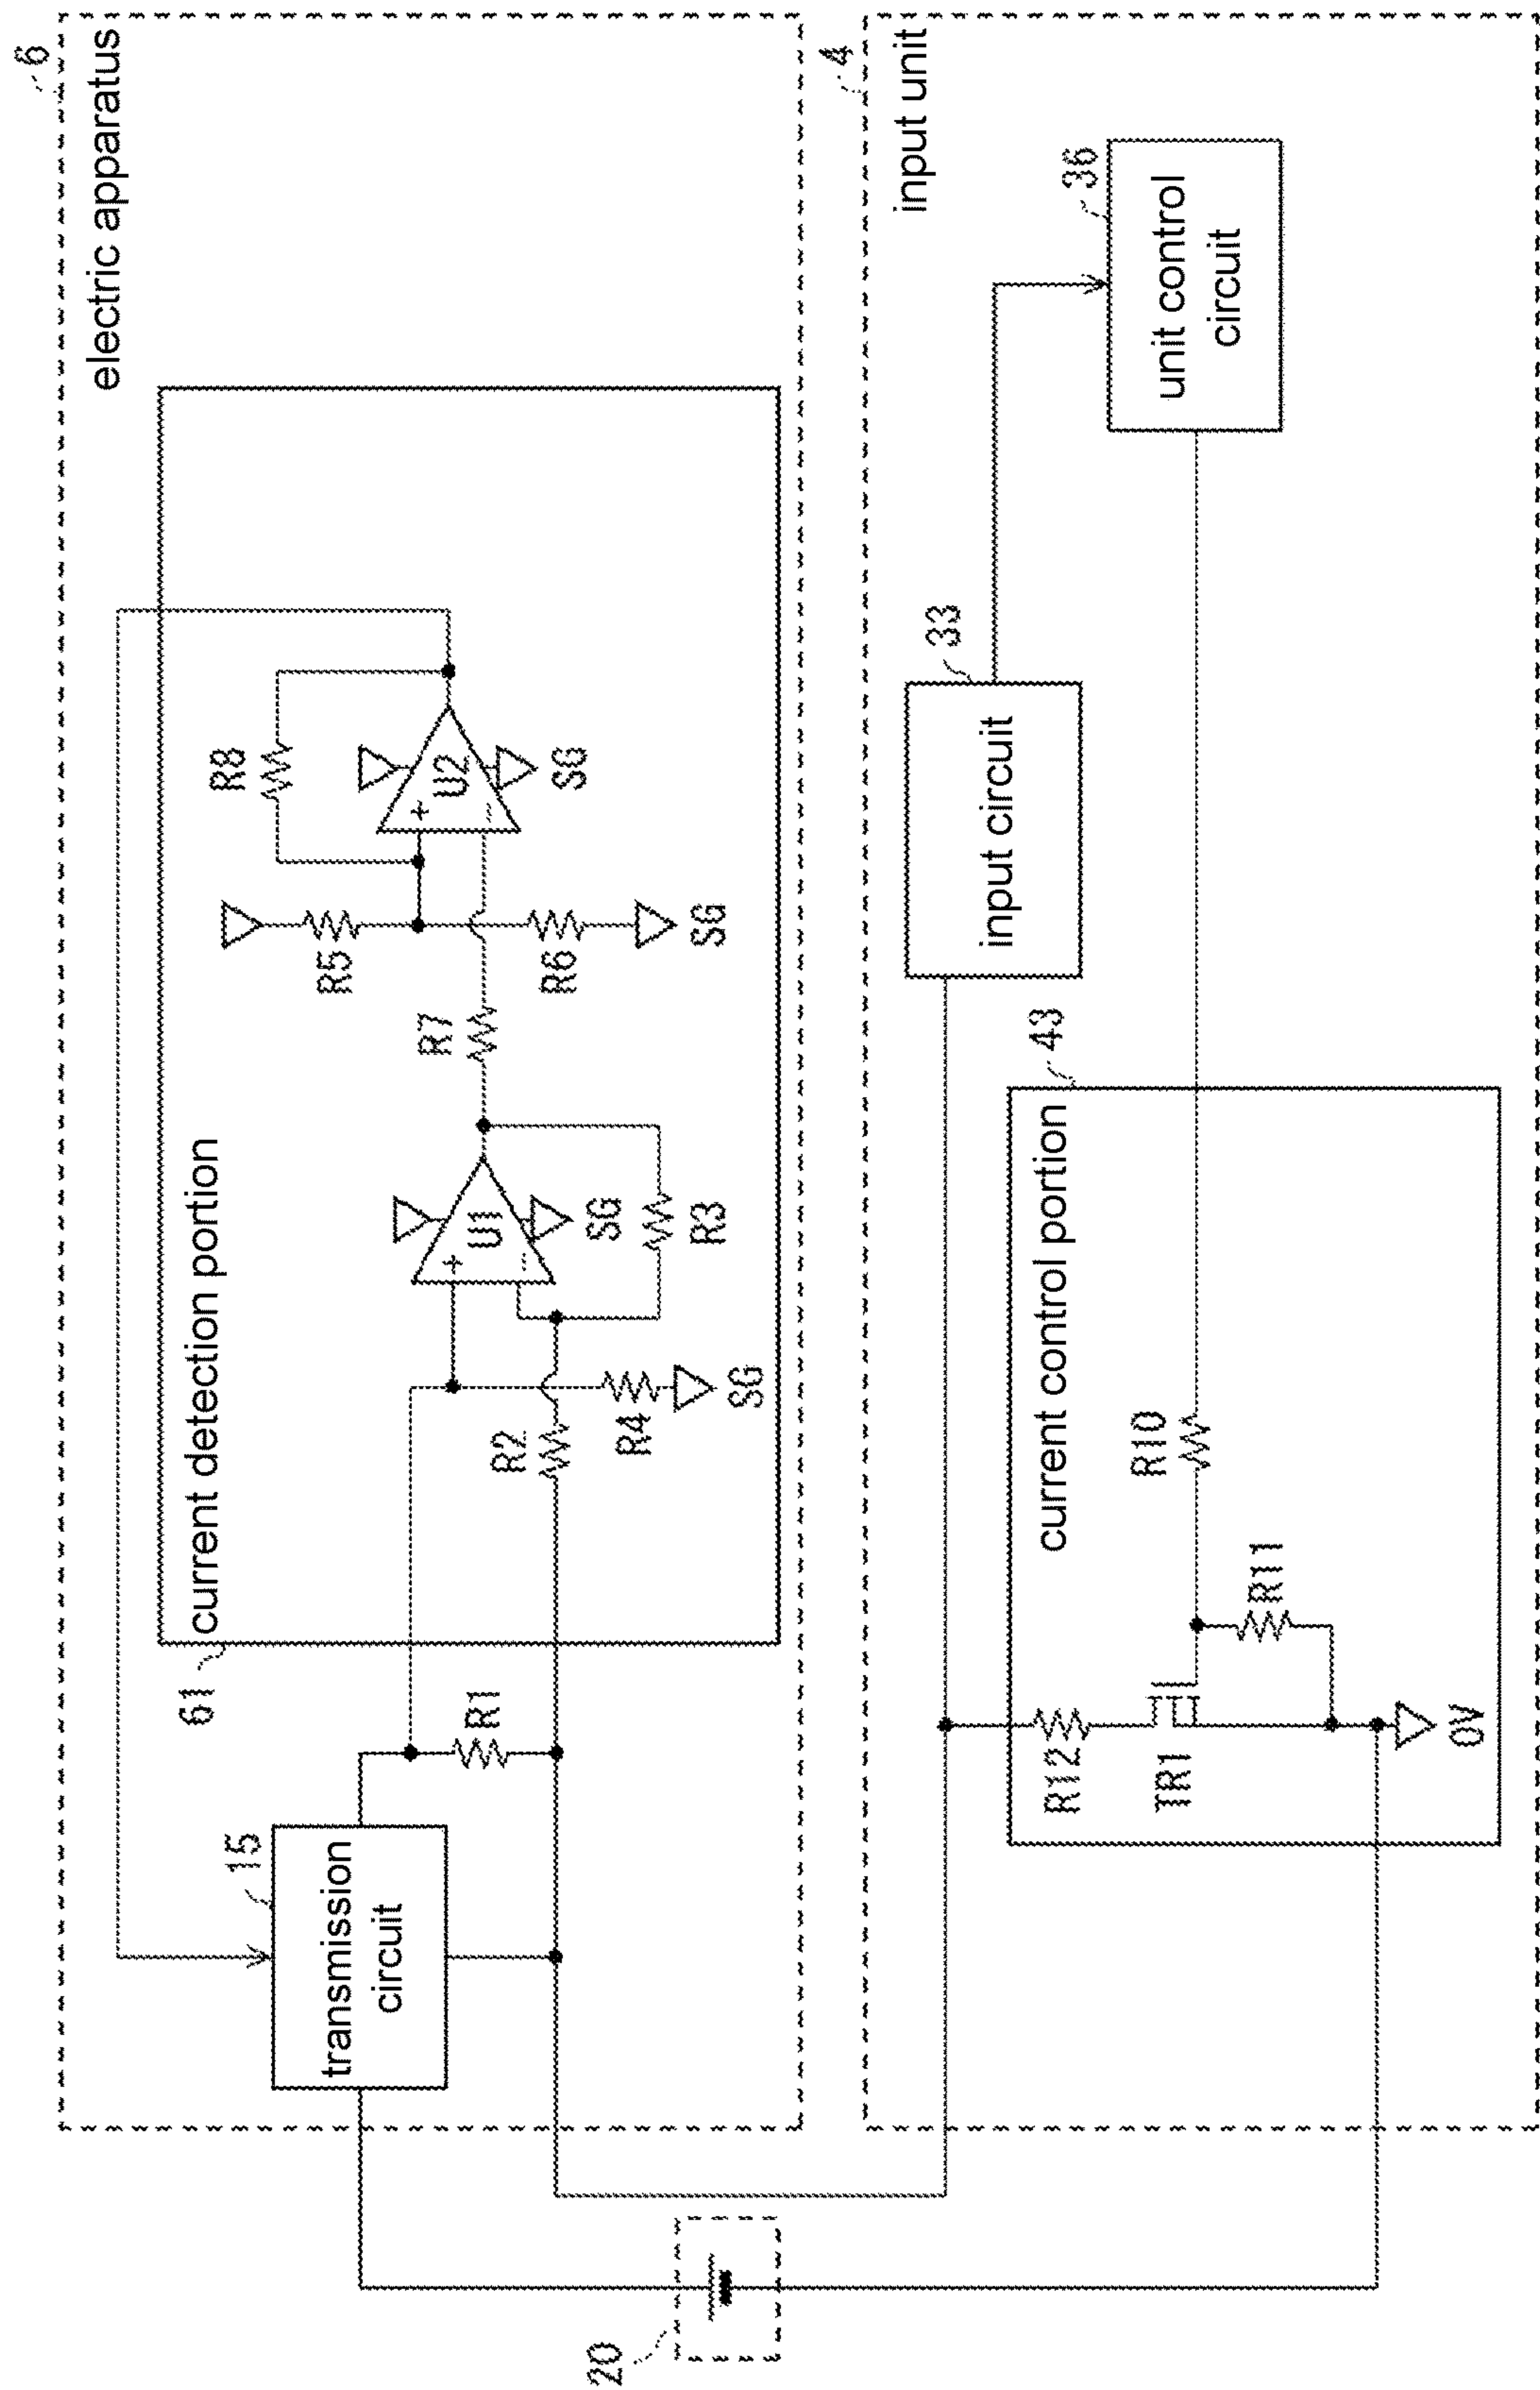 6
electric apparatus
61
current detection portion
15
transmission
circuit
R1
R2
R4
SG
U1
+
−
SG
R3
R7
R5
R6
SG
R8
U2
+
−
SG
20
4
input unit
33
input circuit
36
unit control
circuit
43
current control portion
R12
TR1
R11
R10
0V